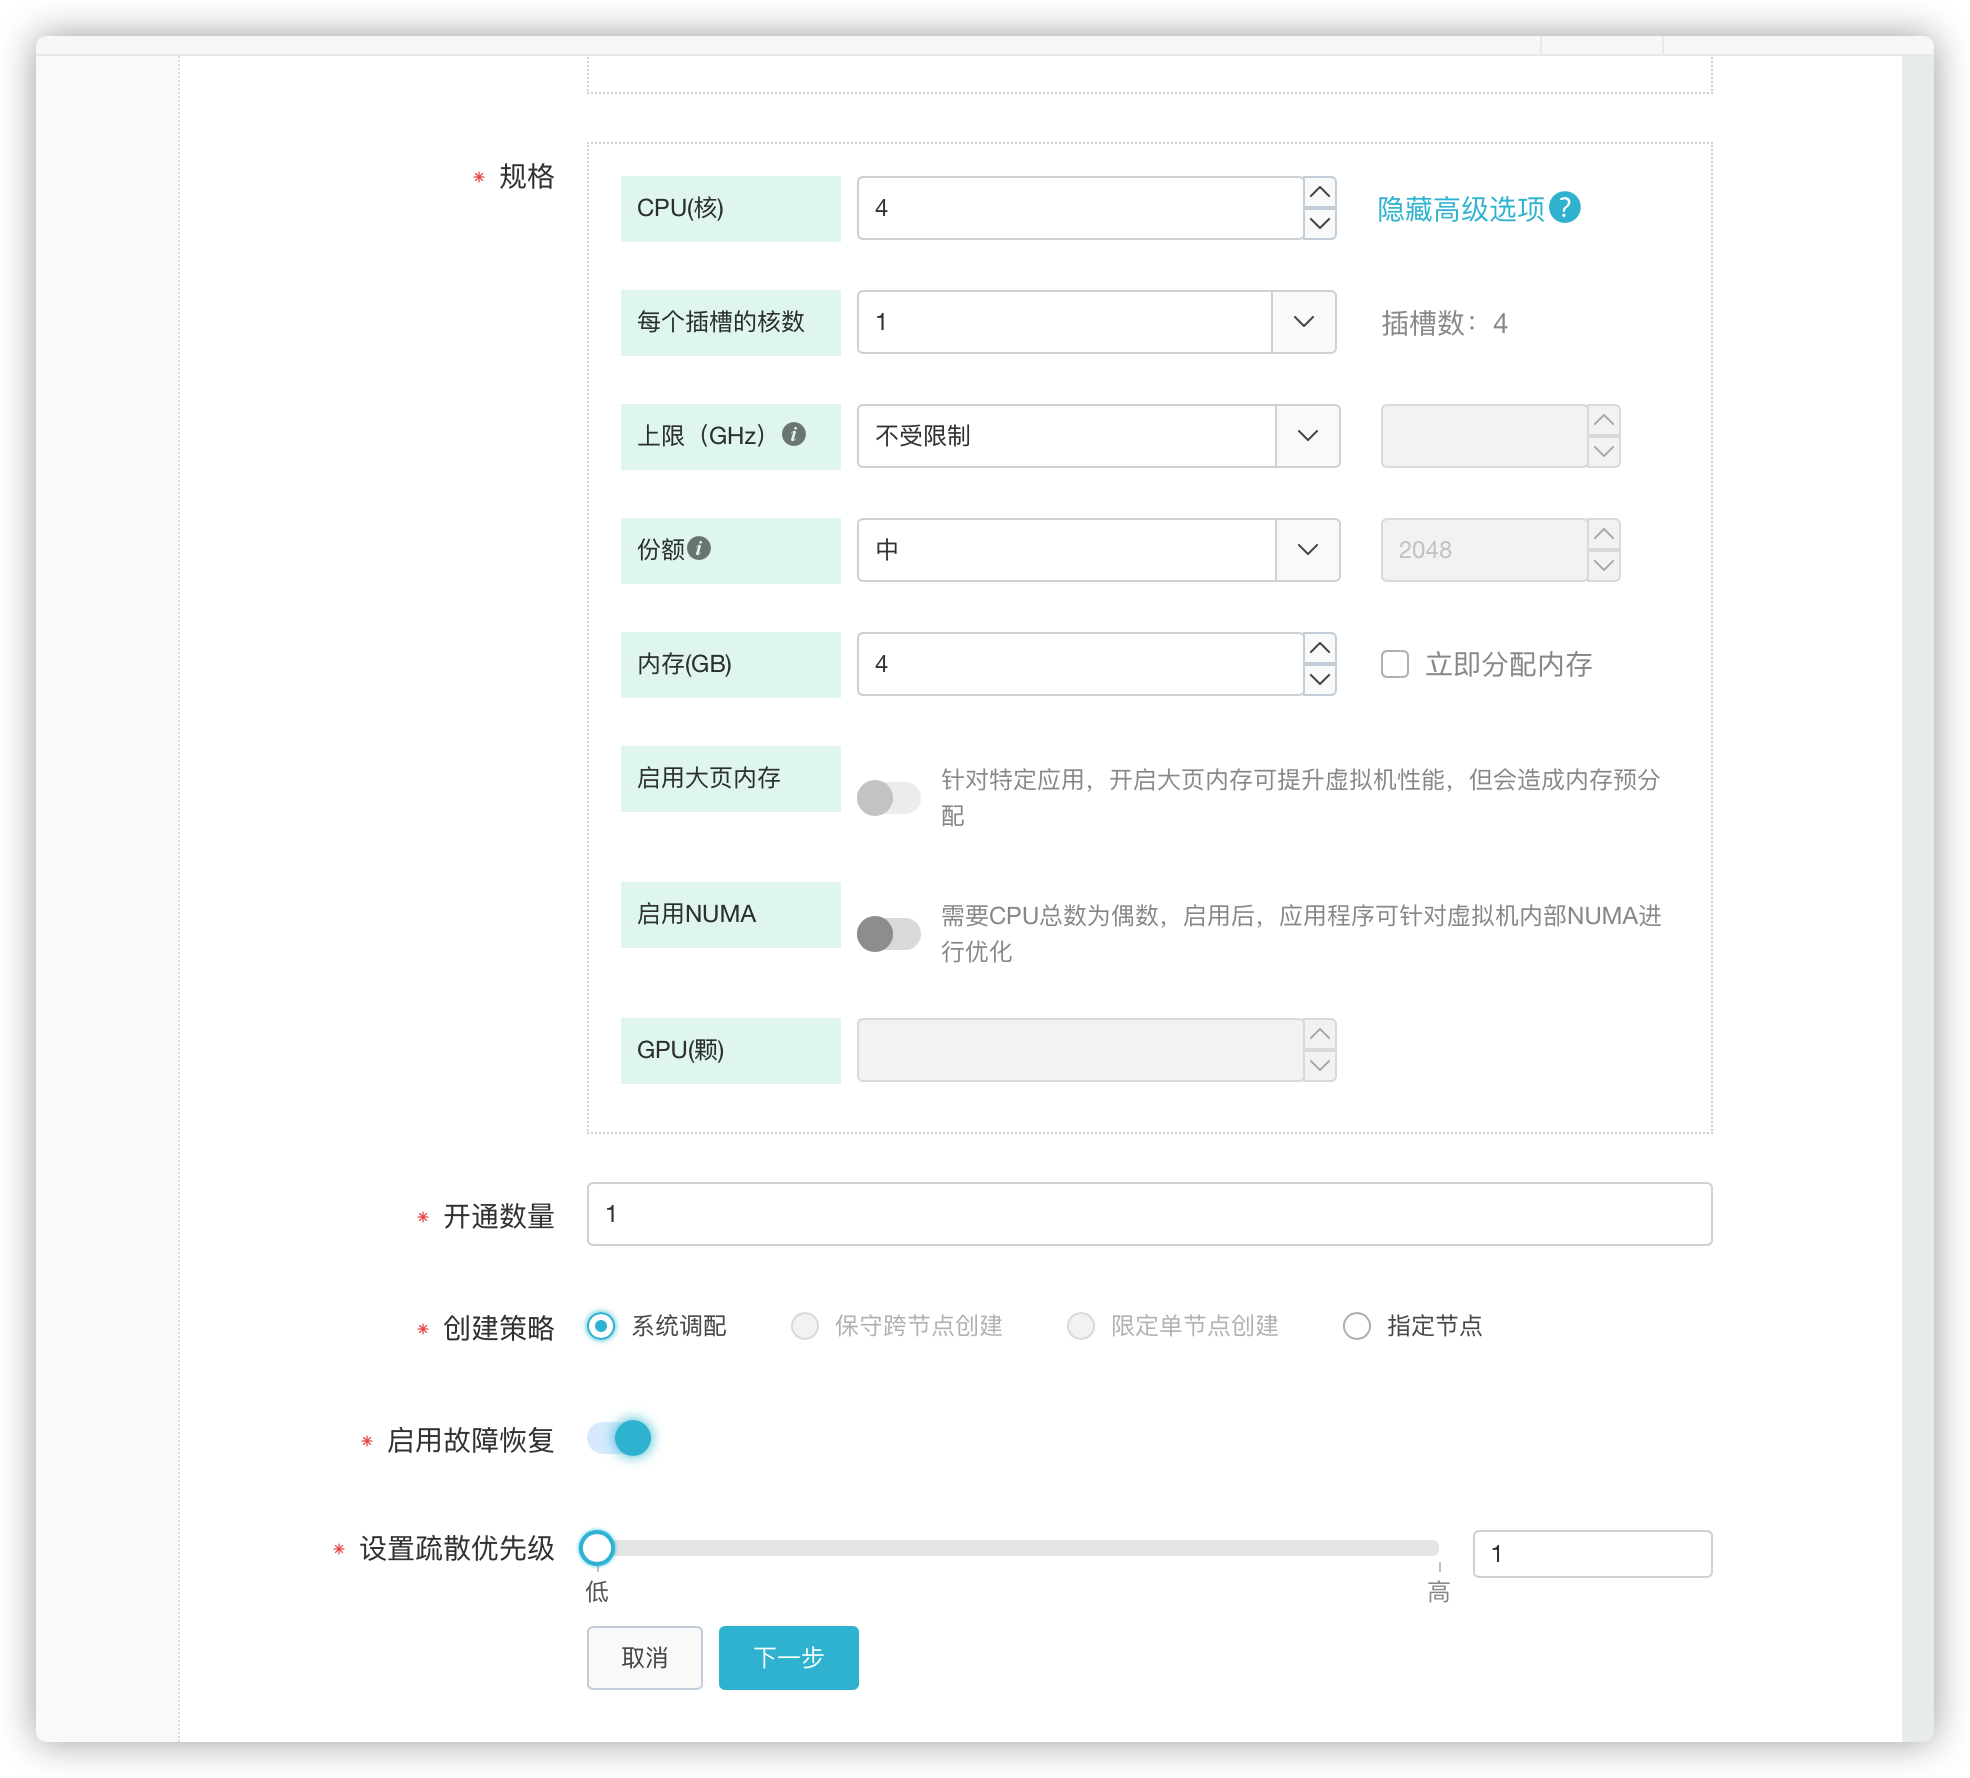 * 规格
CPU(核) 4 隐藏高级选项 ?
每个插槽的核数 1 插槽数：4
上限（GHz） i 不受限制
份额 i 中 2048
内存(GB) 4 立即分配内存
启用大页内存 针对特定应用，开启大页内存可提升虚拟机性能，但会造成内存预分
配
启用NUMA 需要CPU总数为偶数，启用后，应用程序可针对虚拟机内部NUMA进
行优化
GPU(颗)
* 开通数量 1
* 创建策略 系统调配 保守跨节点创建 限定单节点创建 指定节点
* 启用故障恢复
* 设置疏散优先级 1
低 高
取消 下一步